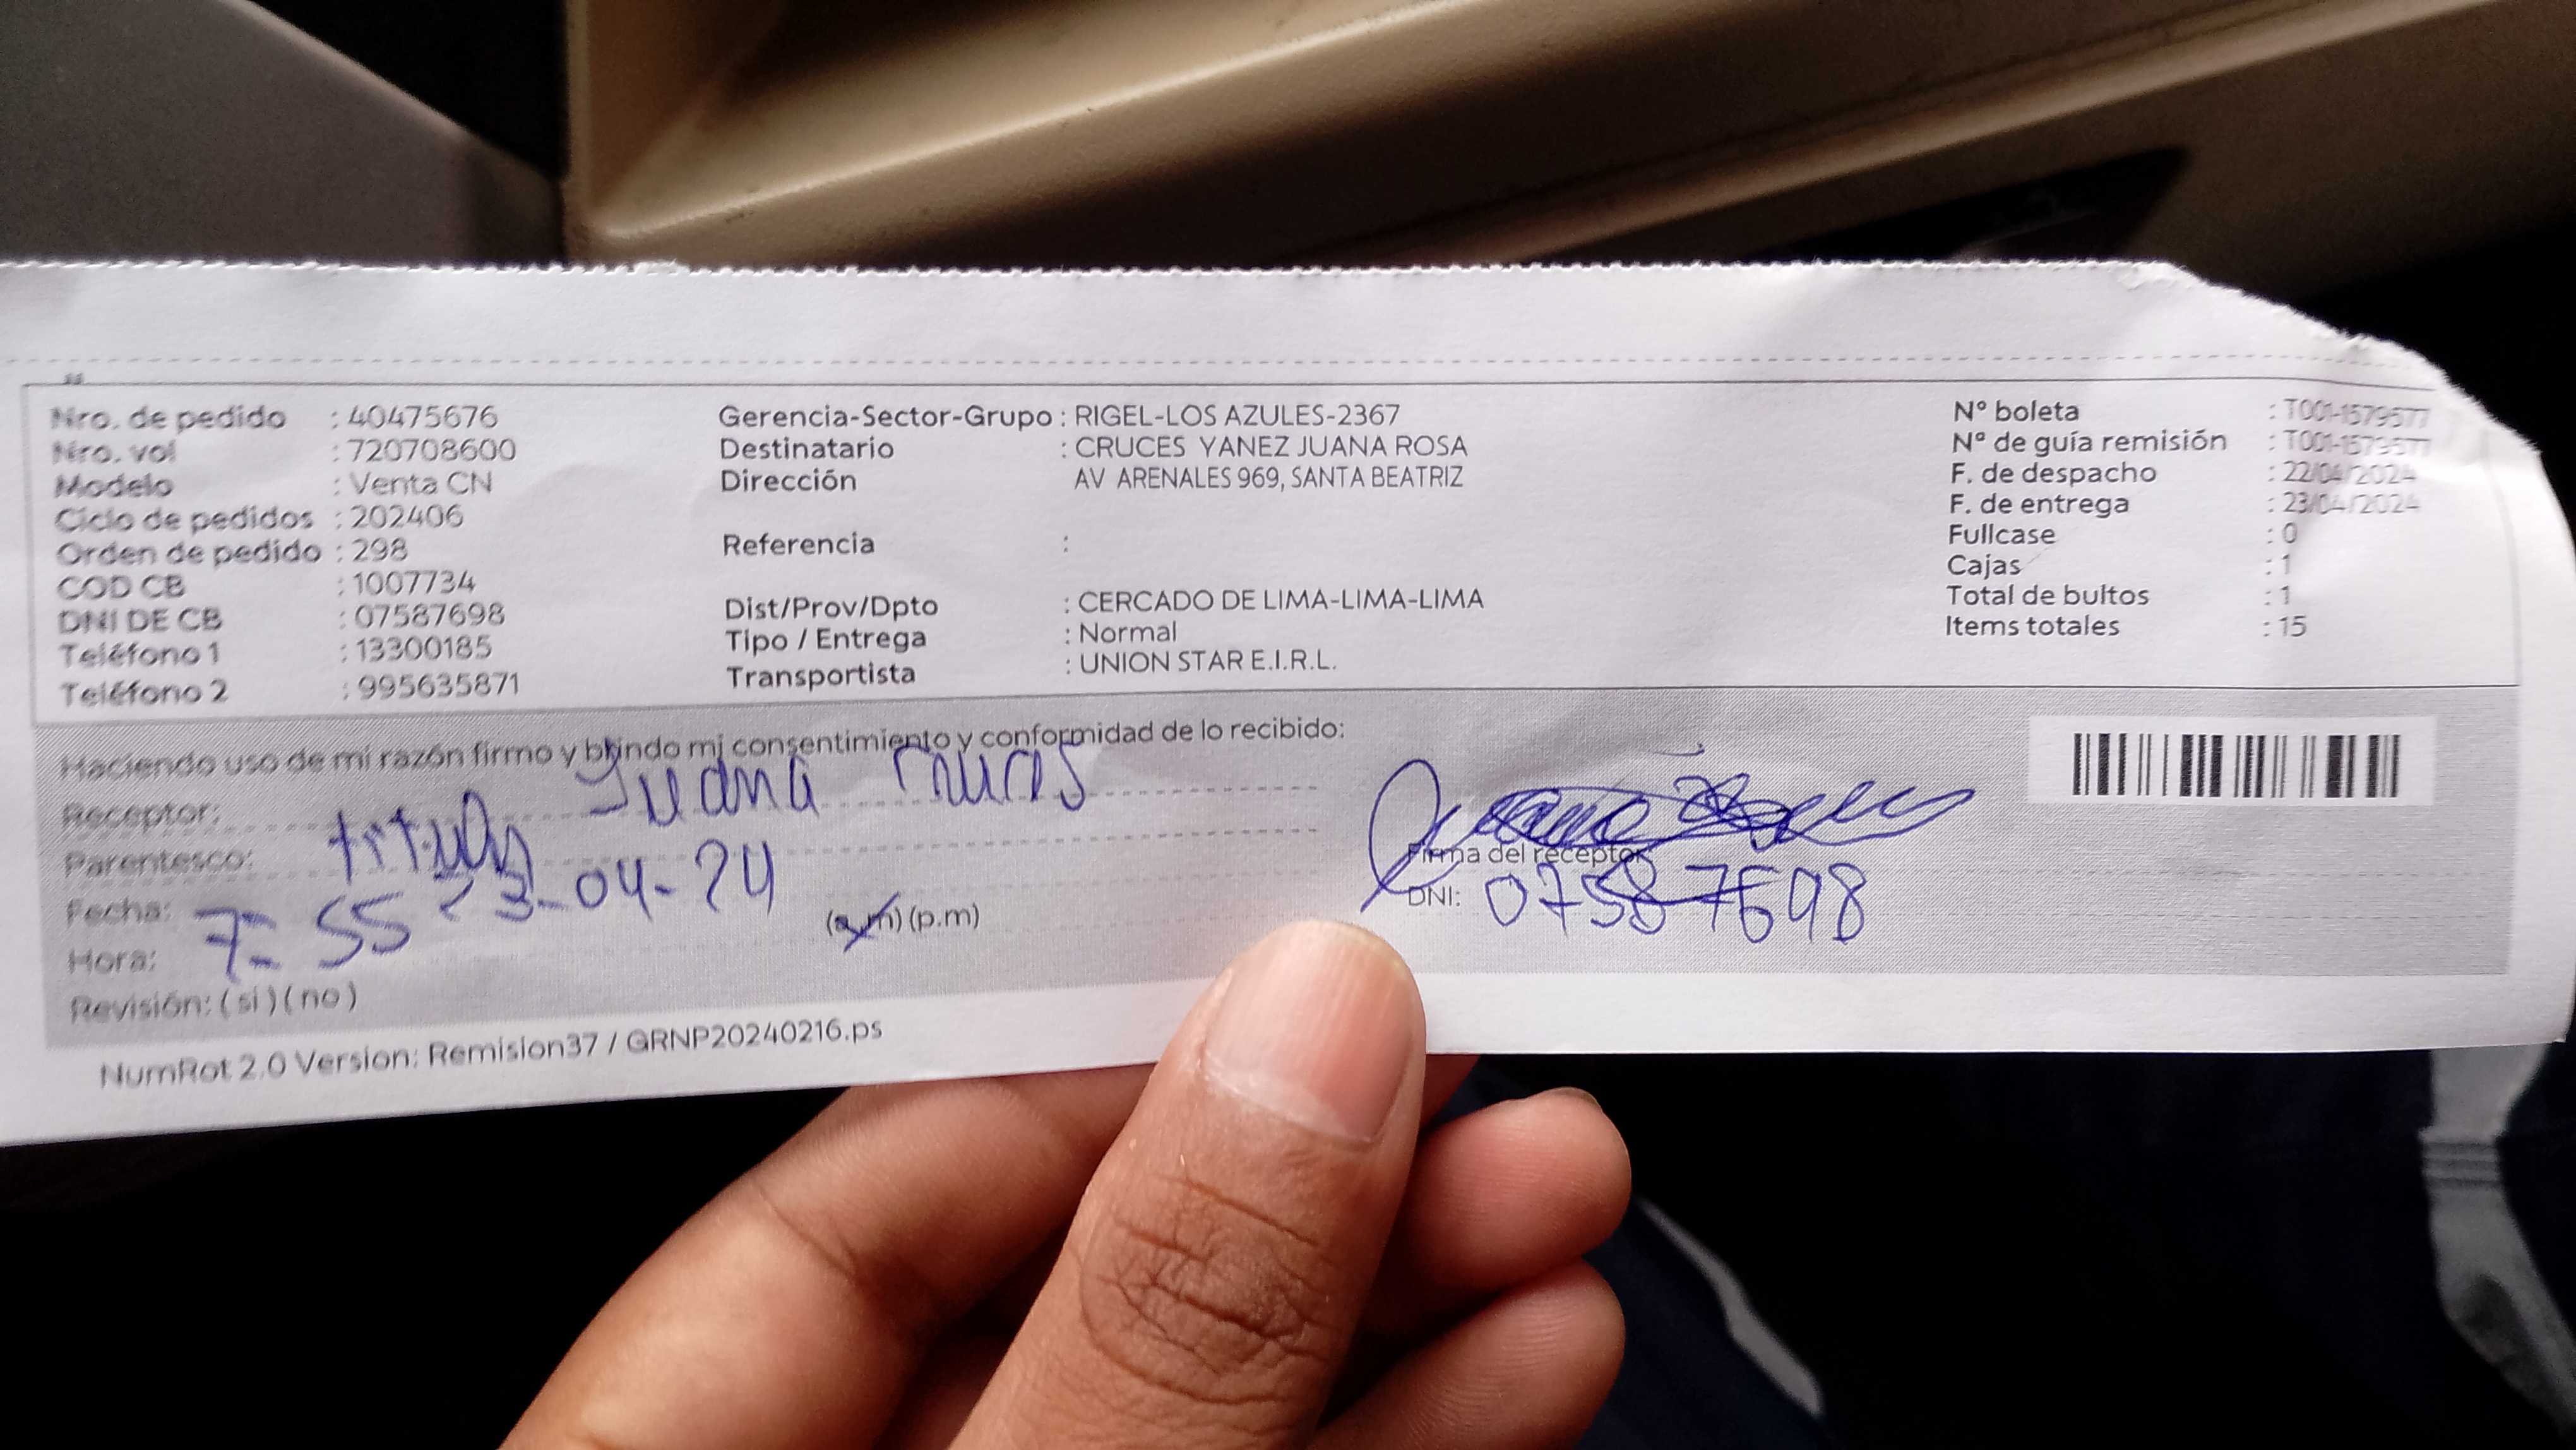 Nro. de pedido : 40475676
Nro. vol : 720708600
Modelo : Venta CN
Ciclo de pedidos : 202406
Orden de pedido : 298
COD CB : 1007734
DNI DE CB : 07587698
Teléfono 1 : 13300185
Teléfono 2 : 995635871
Gerencia-Sector-Grupo : RIGEL-LOS AZULES-2367
Destinatario : CRUCES YANEZ JUANA ROSA
Dirección AV ARENALES 969, SANTA BEATRIZ
Referencia :
Dist/Prov/Dpto : CERCADO DE LIMA-LIMA-LIMA
Tipo / Entrega : Normal
Transportista : UNION STAR E.I.R.L.
N° boleta : T001-1579577
N° de guía remisión : T001-1579577
F. de despacho : 22/04/2024
F. de entrega : 23/04/2024
Fullcase : 0
Cajas : 1
Total de bultos : 1
Items totales : 15
Haciendo uso de mi razón firmo y brindo mi consentimiento y conformidad de lo recibido:
Receptor: Juana
Parentesco:
Fecha: 23-04-24
Hora: 7= 55 (a.m) (p.m)
Revisión: ( si ) ( no )
Firma del receptor
DNI: 07587698
NumRot 2.0 Version: Remision37 / GRNP20240216.ps